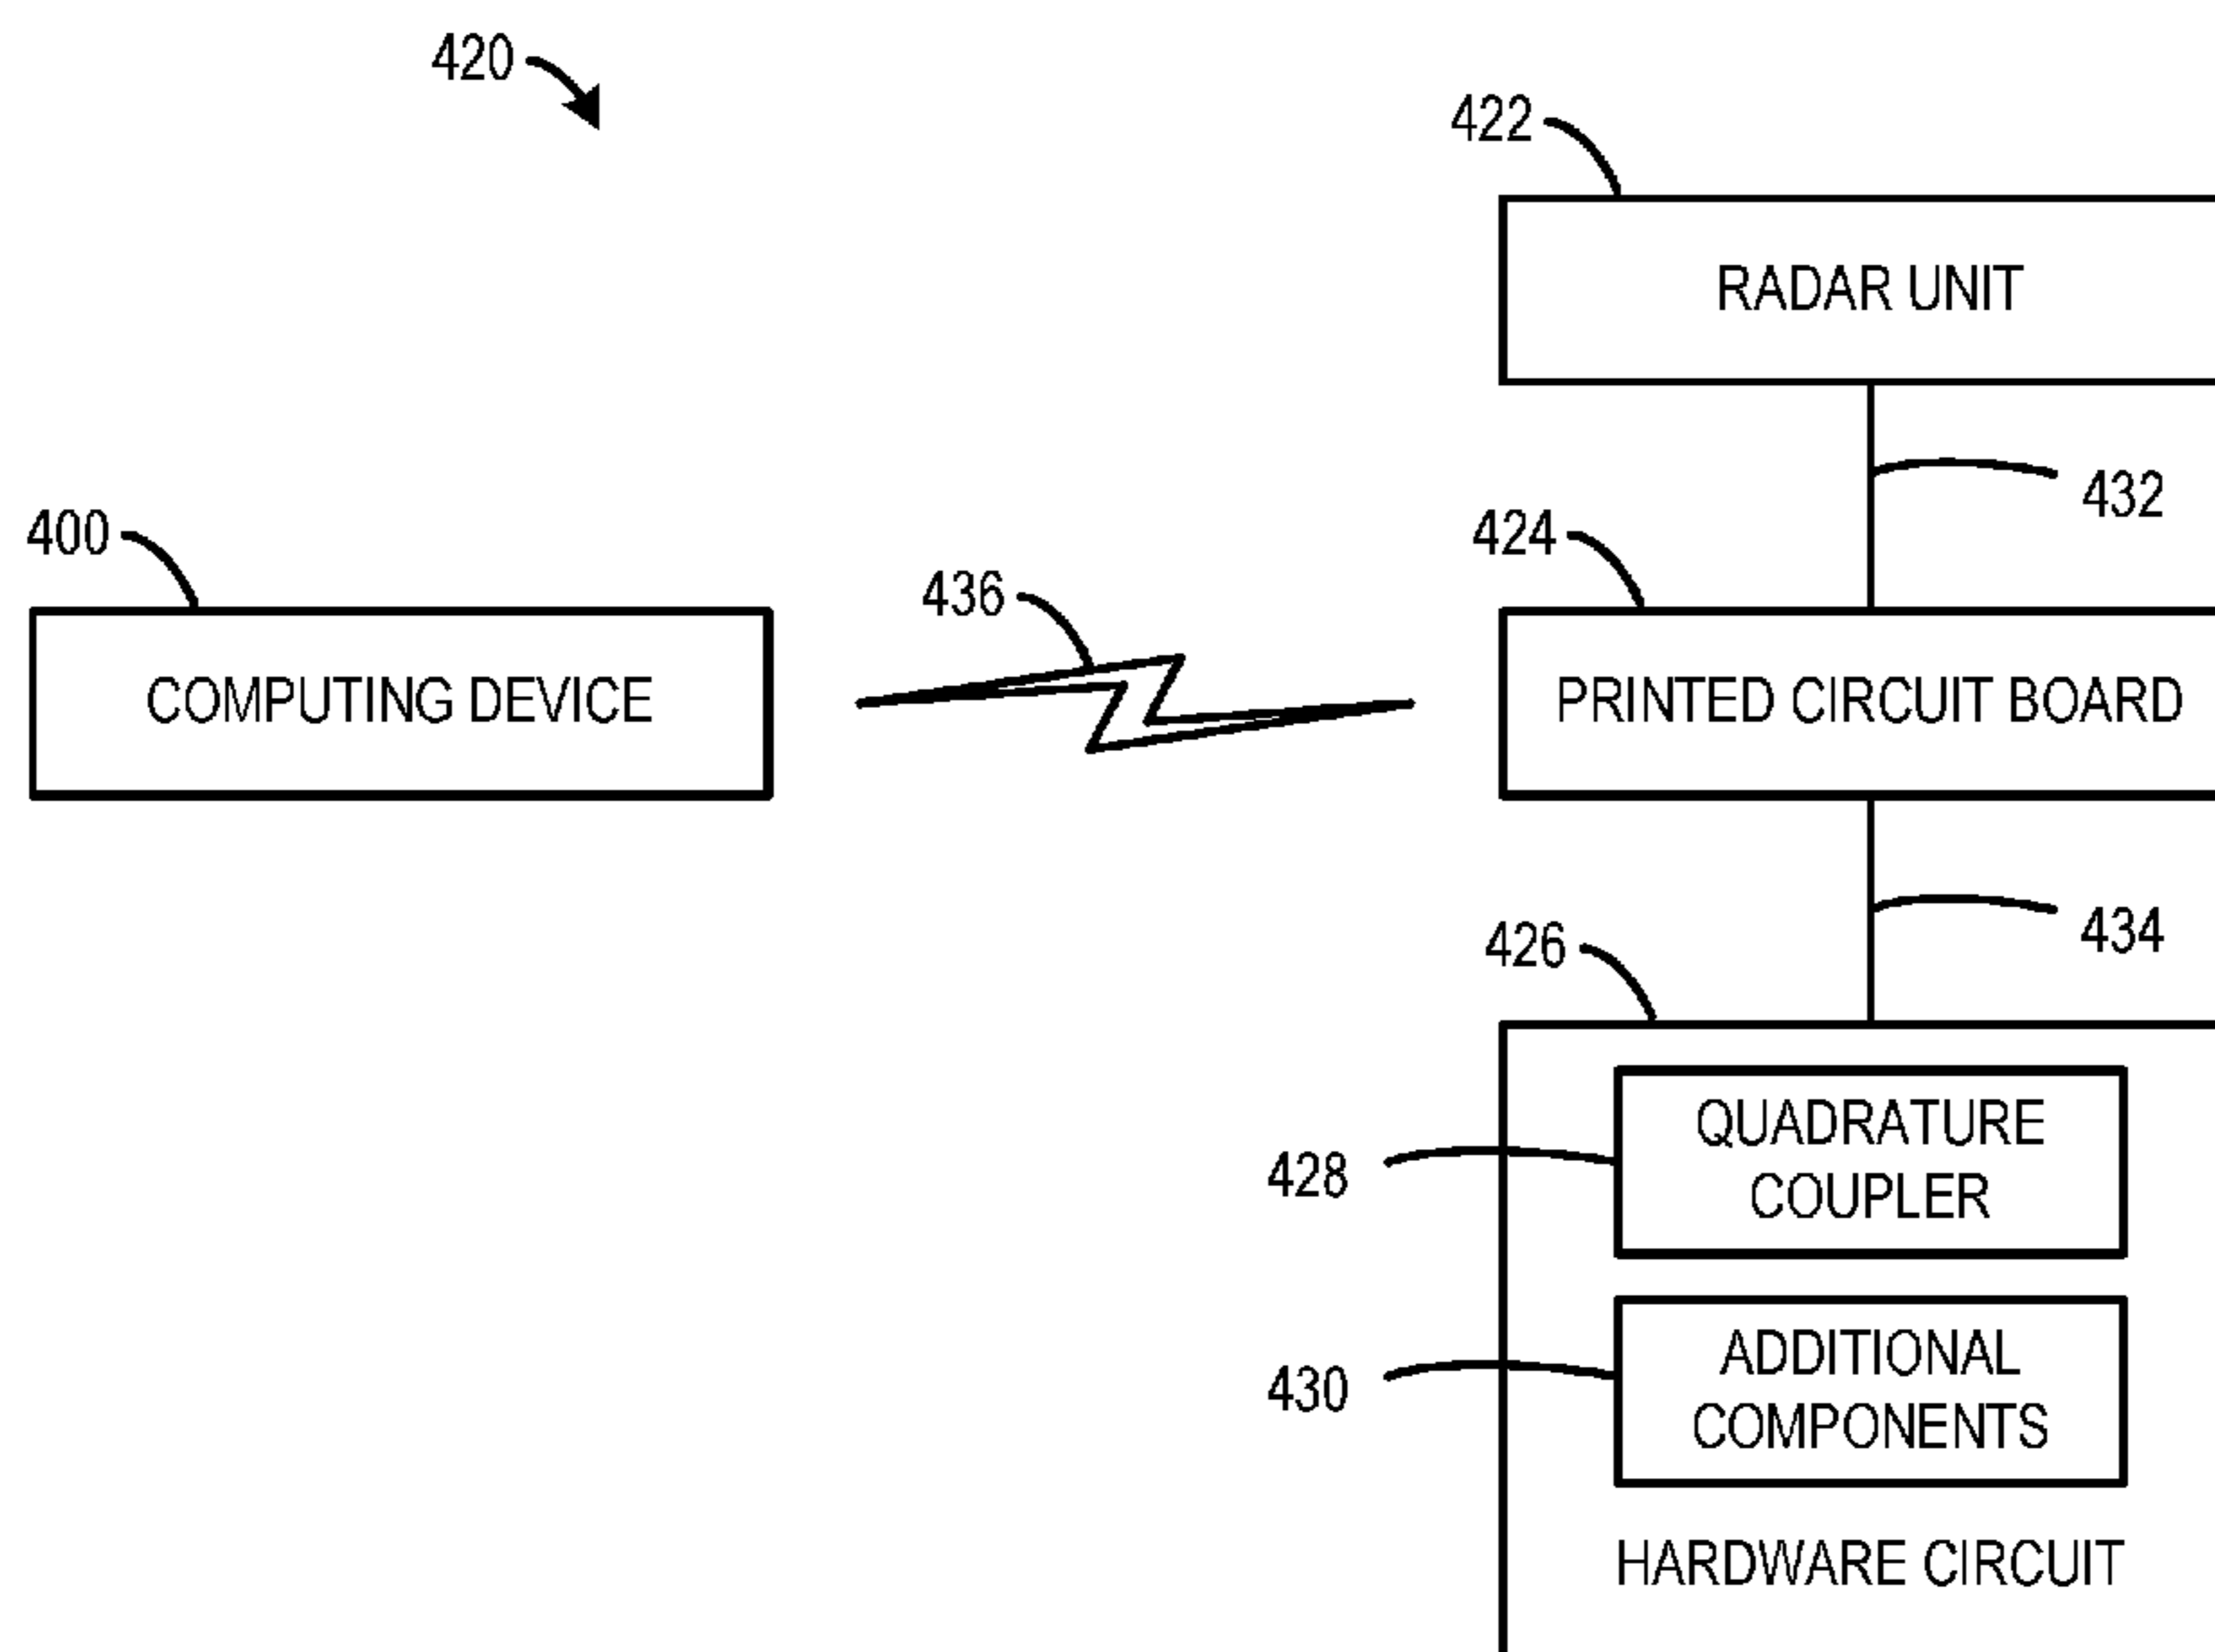 420
422
RADAR UNIT
432
400
436
424
COMPUTING DEVICE
PRINTED CIRCUIT BOARD
434
426
QUADRATURE
COUPLER
428
ADDITIONAL
COMPONENTS
430
HARDWARE CIRCUIT